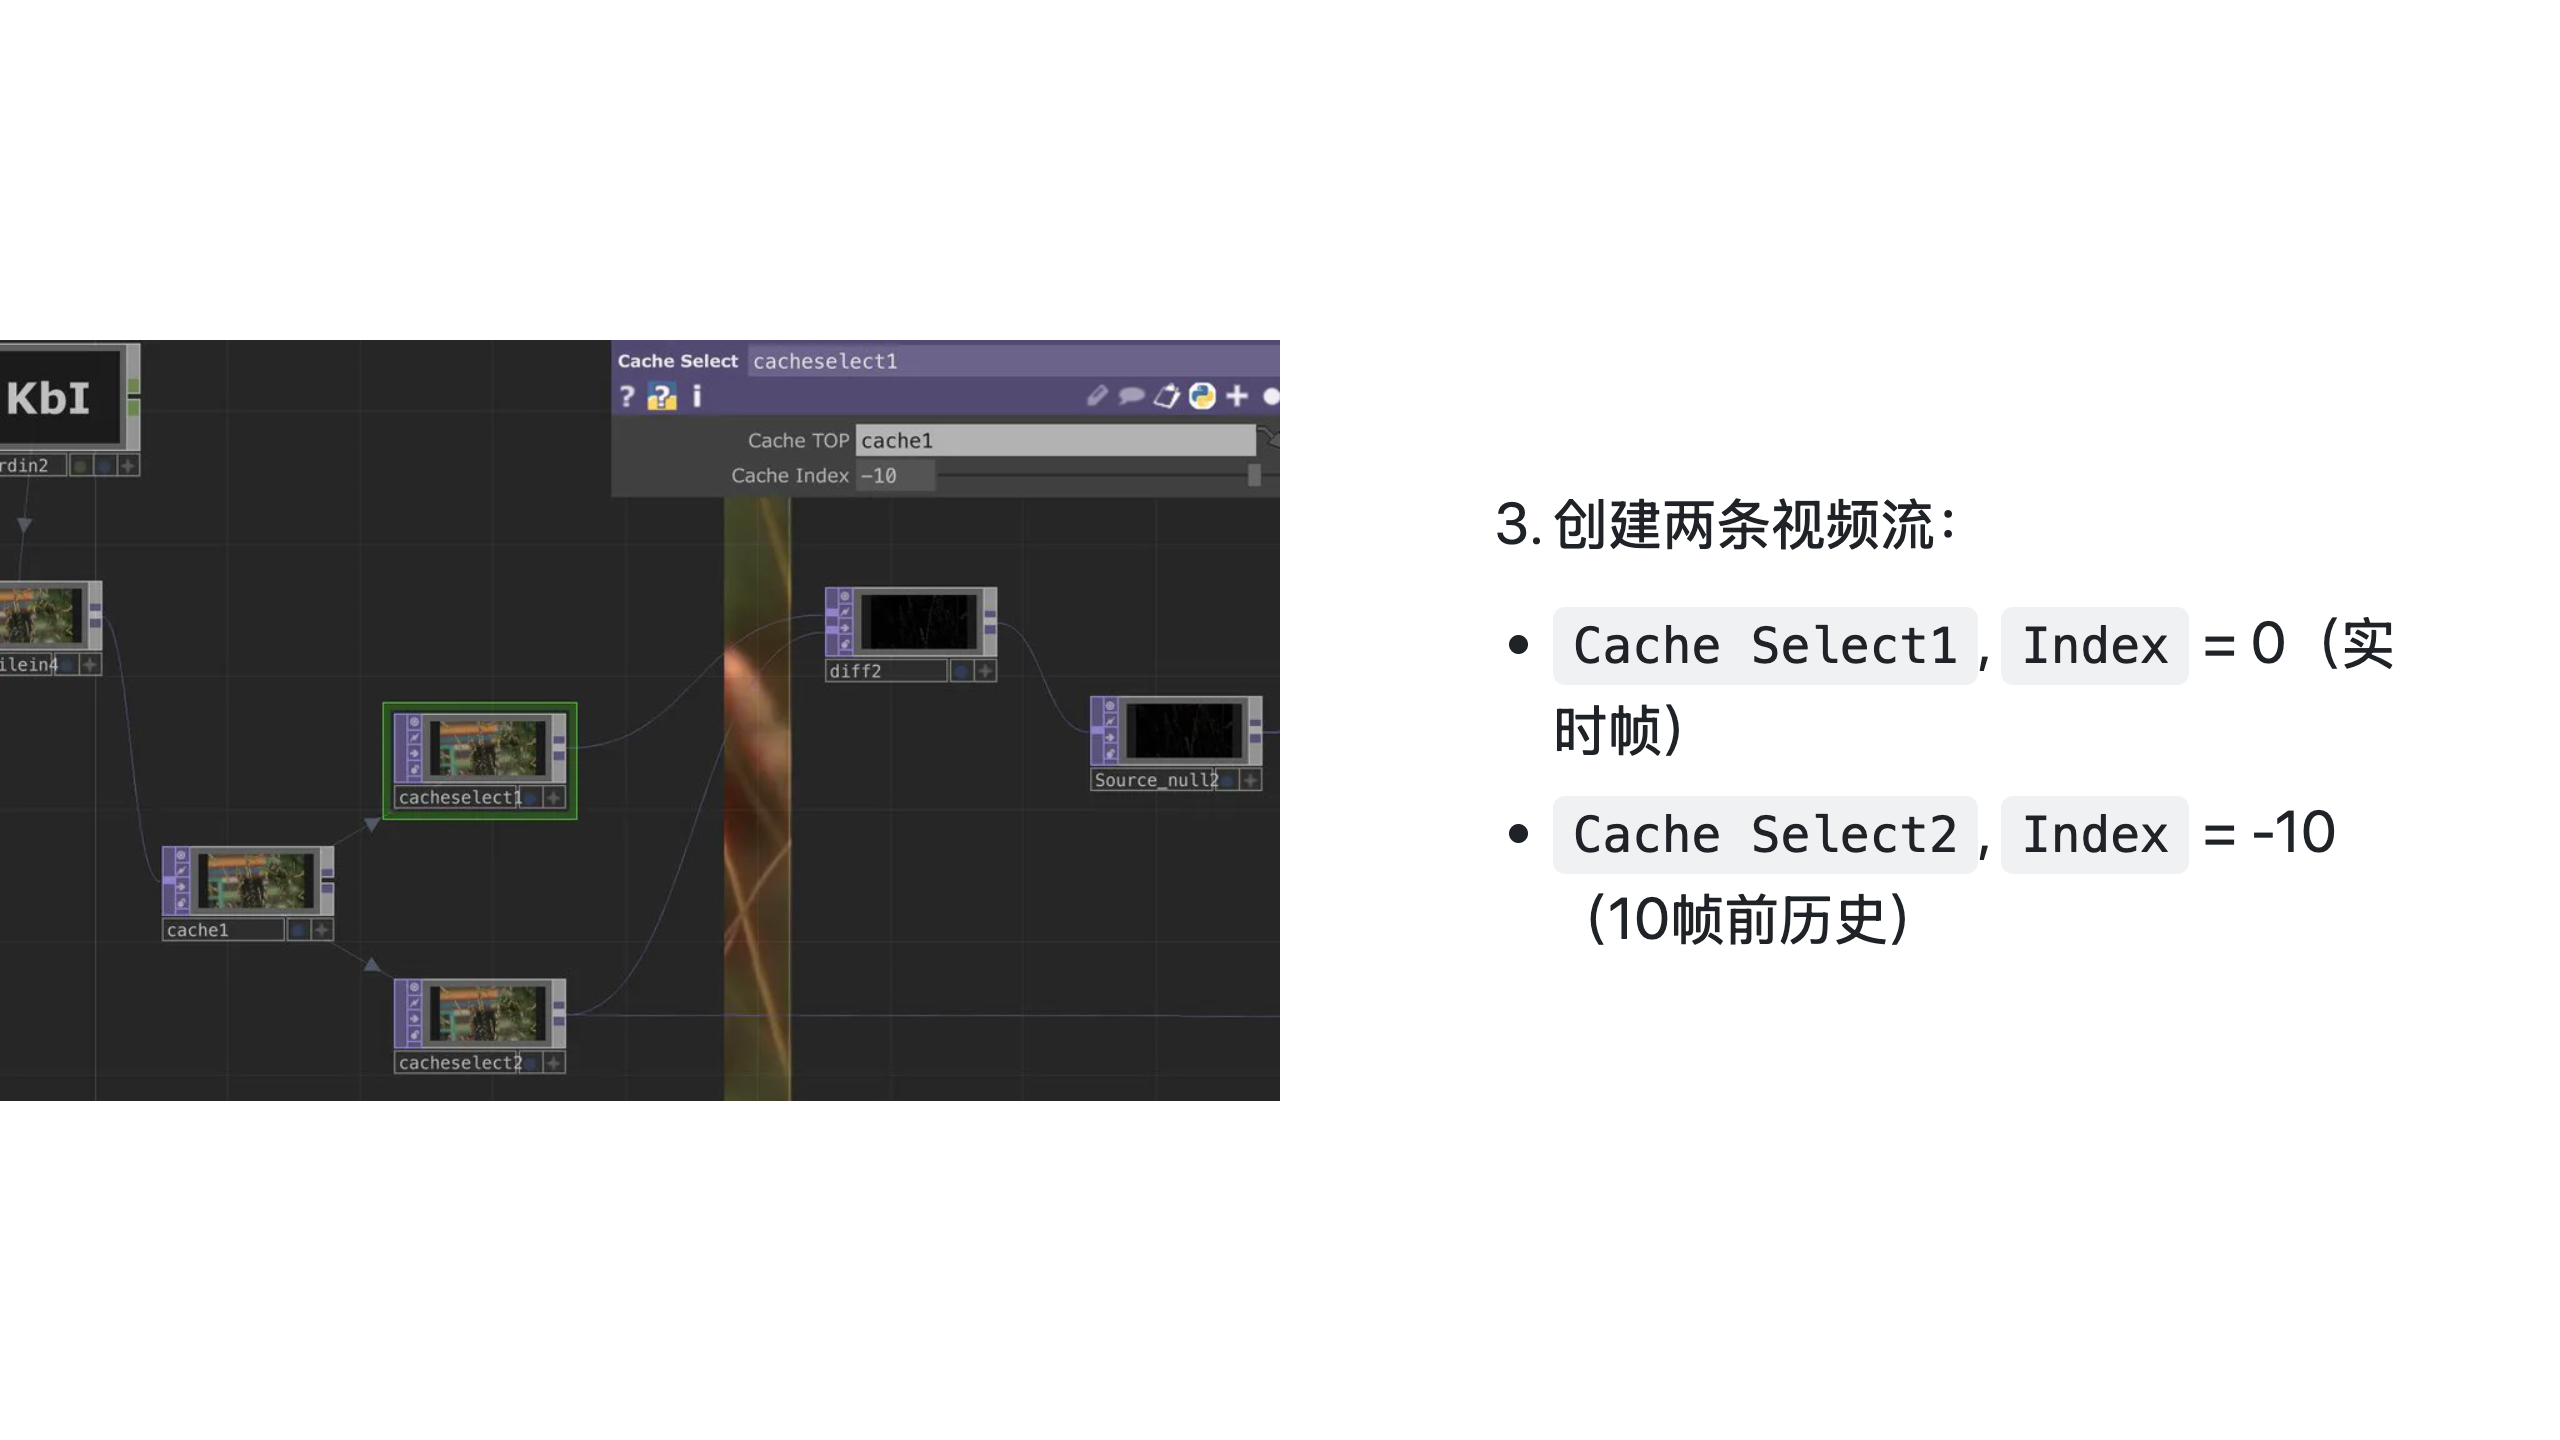 KbI
rdin2
ilein4
Cache Select cacheselect1
? ? i
Cache TOP cache1
Cache Index -10
diff2
Source_null2
cacheselect1
cache1
cacheselect2
3. 创建两条视频流：
• Cache Select1, Index = 0（实
时帧）
• Cache Select2, Index = -10
（10帧前历史）